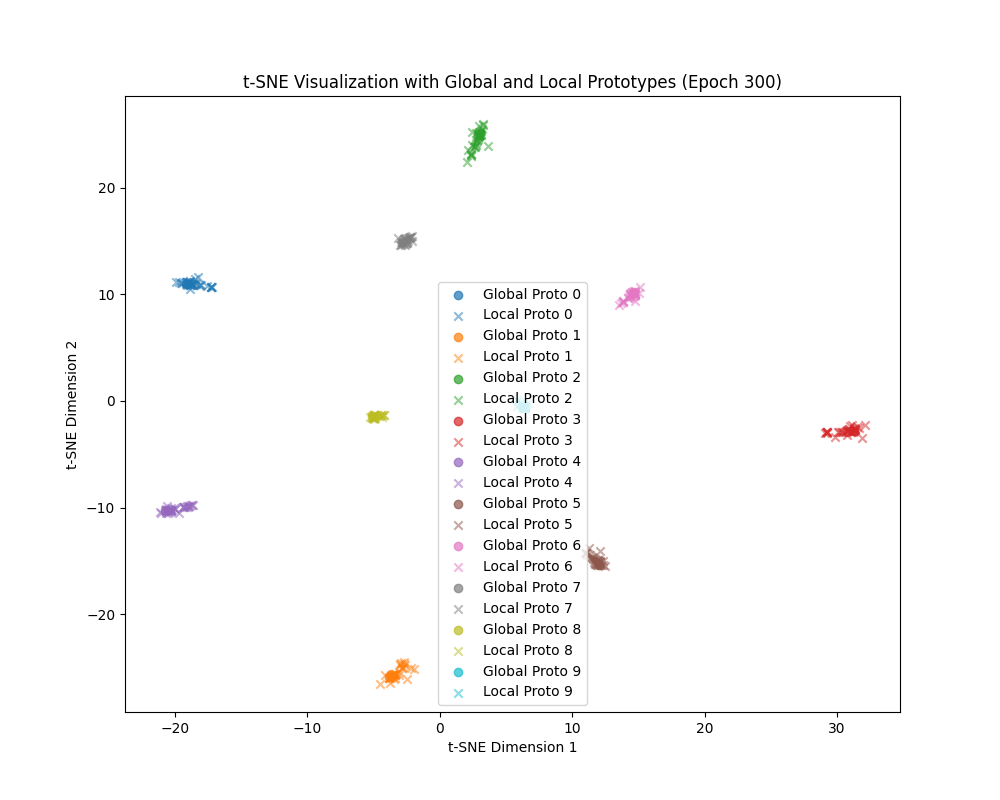 t-SNE Visualization with Global and Local Prototypes (Epoch 300)
20
10
0
−10
−20
t-SNE Dimension 2
Global Proto 0
Local Proto 0
Global Proto 1
Local Proto 1
Global Proto 2
Local Proto 2
Global Proto 3
Local Proto 3
Global Proto 4
Local Proto 4
Global Proto 5
Local Proto 5
Global Proto 6
Local Proto 6
Global Proto 7
Local Proto 7
Global Proto 8
Local Proto 8
Global Proto 9
Local Proto 9
−20 −10 0 10 20 30
t-SNE Dimension 1